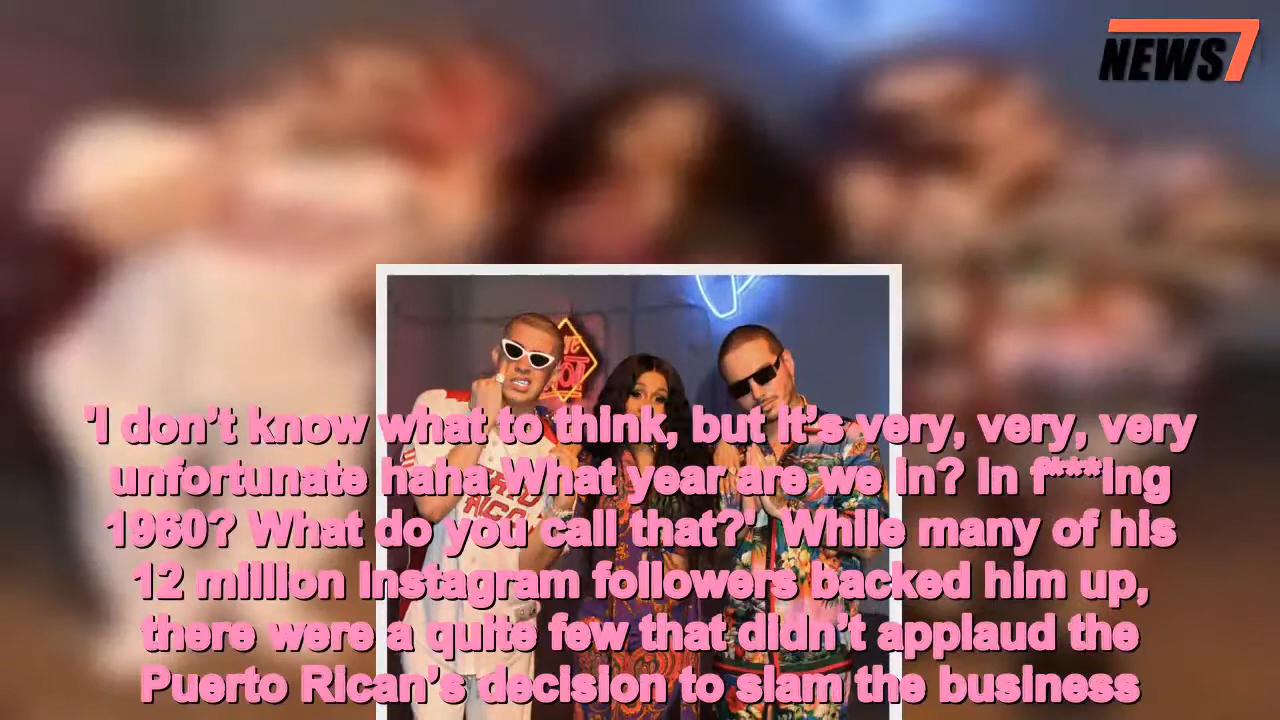 NEWS7
'I don't know what to think, but it's very, very, very
unfortunate haha What year are we in? In f***ing
1960? What do you call that?' While many of his
12 million Instagram followers backed him up,
there were a quite few that didn't applaud the
Puerto Rican's decision to slam the business